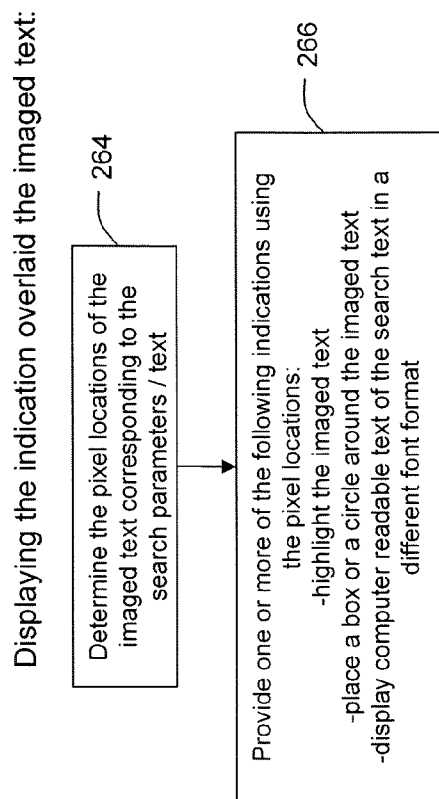 Displaying the indication overlaid the imaged text:
264
Determine the pixel locations of the
imaged text corresponding to the
search parameters / text
266
Provide one or more of the following indications using
the pixel locations:
-highlight the imaged text
-place a box or a circle around the imaged text
-display computer readable text of the search text in a
different font format